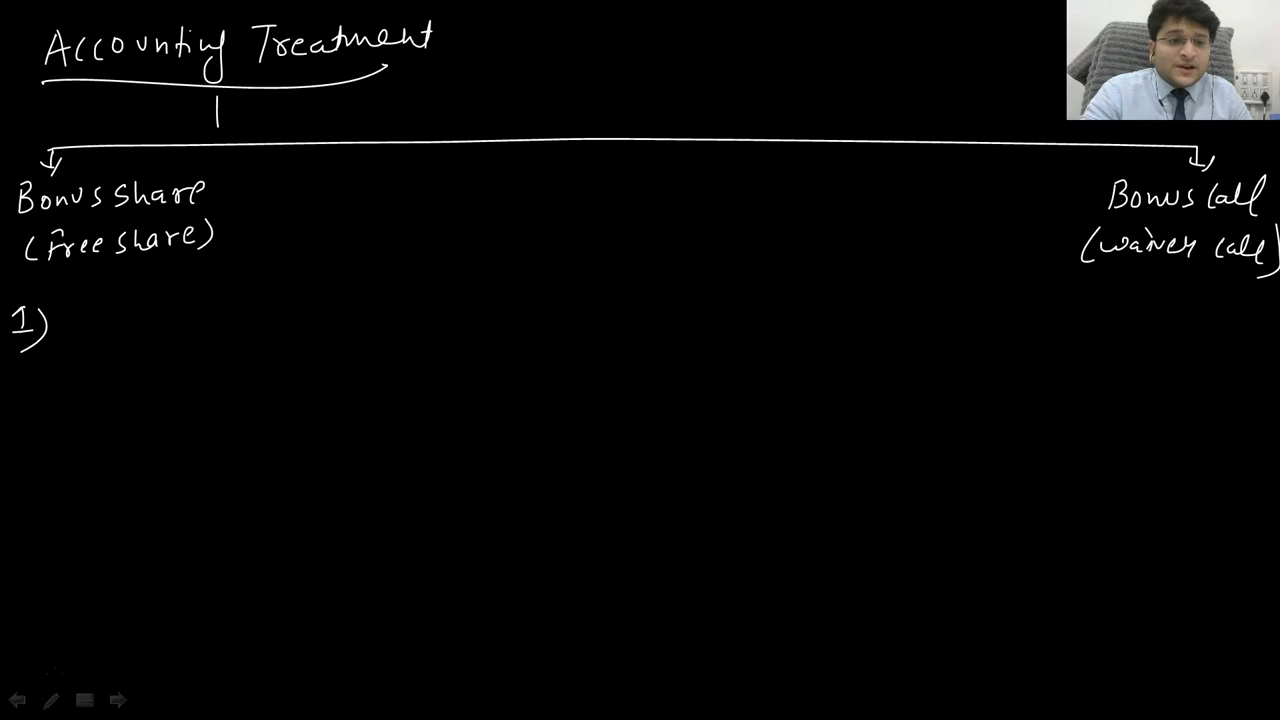 Accounting Treatment
Bonus share
(Free share)
Bonus call
(waiver call)
1)